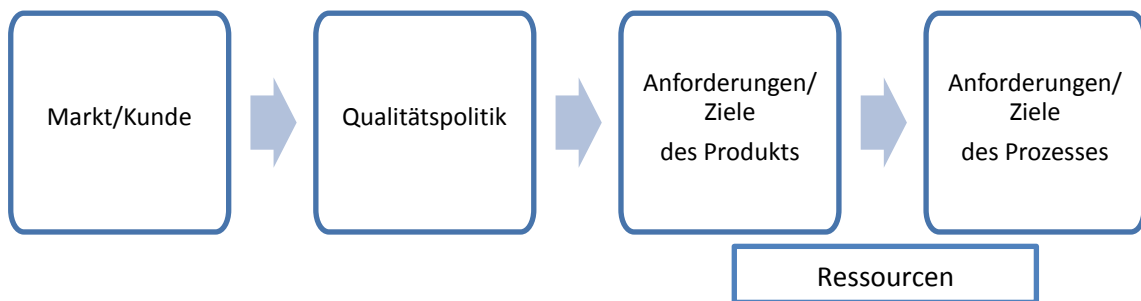 Markt/Kunde
Qualitätspolitik
Anforderungen/
Ziele
des Produkts
Anforderungen/
Ziele
des Prozesses
Ressourcen